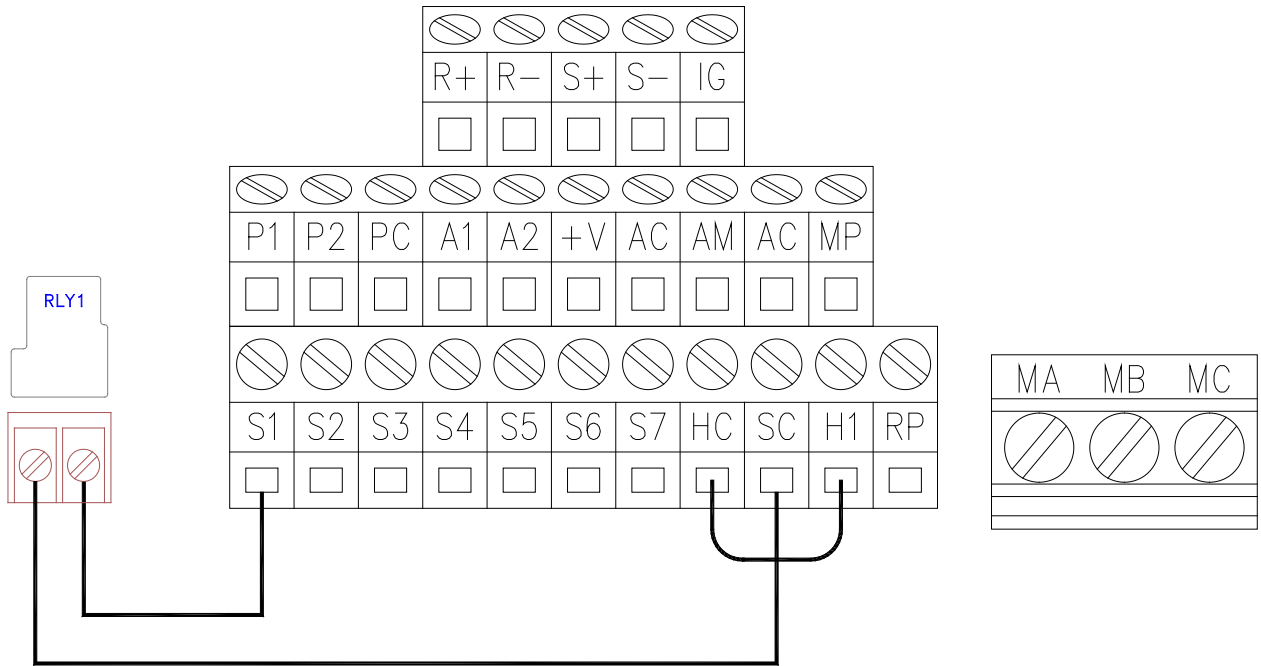 R+ R- S+ S- IG
P1 P2 PC A1 A2 +V AC AM AC MP
RLY1
MA MB MC
S1 S2 S3 S4 S5 S6 S7 HC SC H1 RP